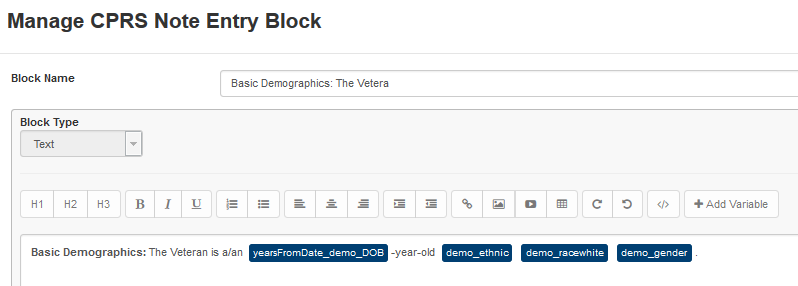 Manage CPRS Note Entry Block
Block Name
Basic Demographics: The Vetera
Block Type
Text
H1 H2 H3 B I U </> + Add Variable
Basic Demographics: The Veteran is a/an yearsFromDate_demo_DOB -year-old demo_ethnic demo_racewhite demo_gender .